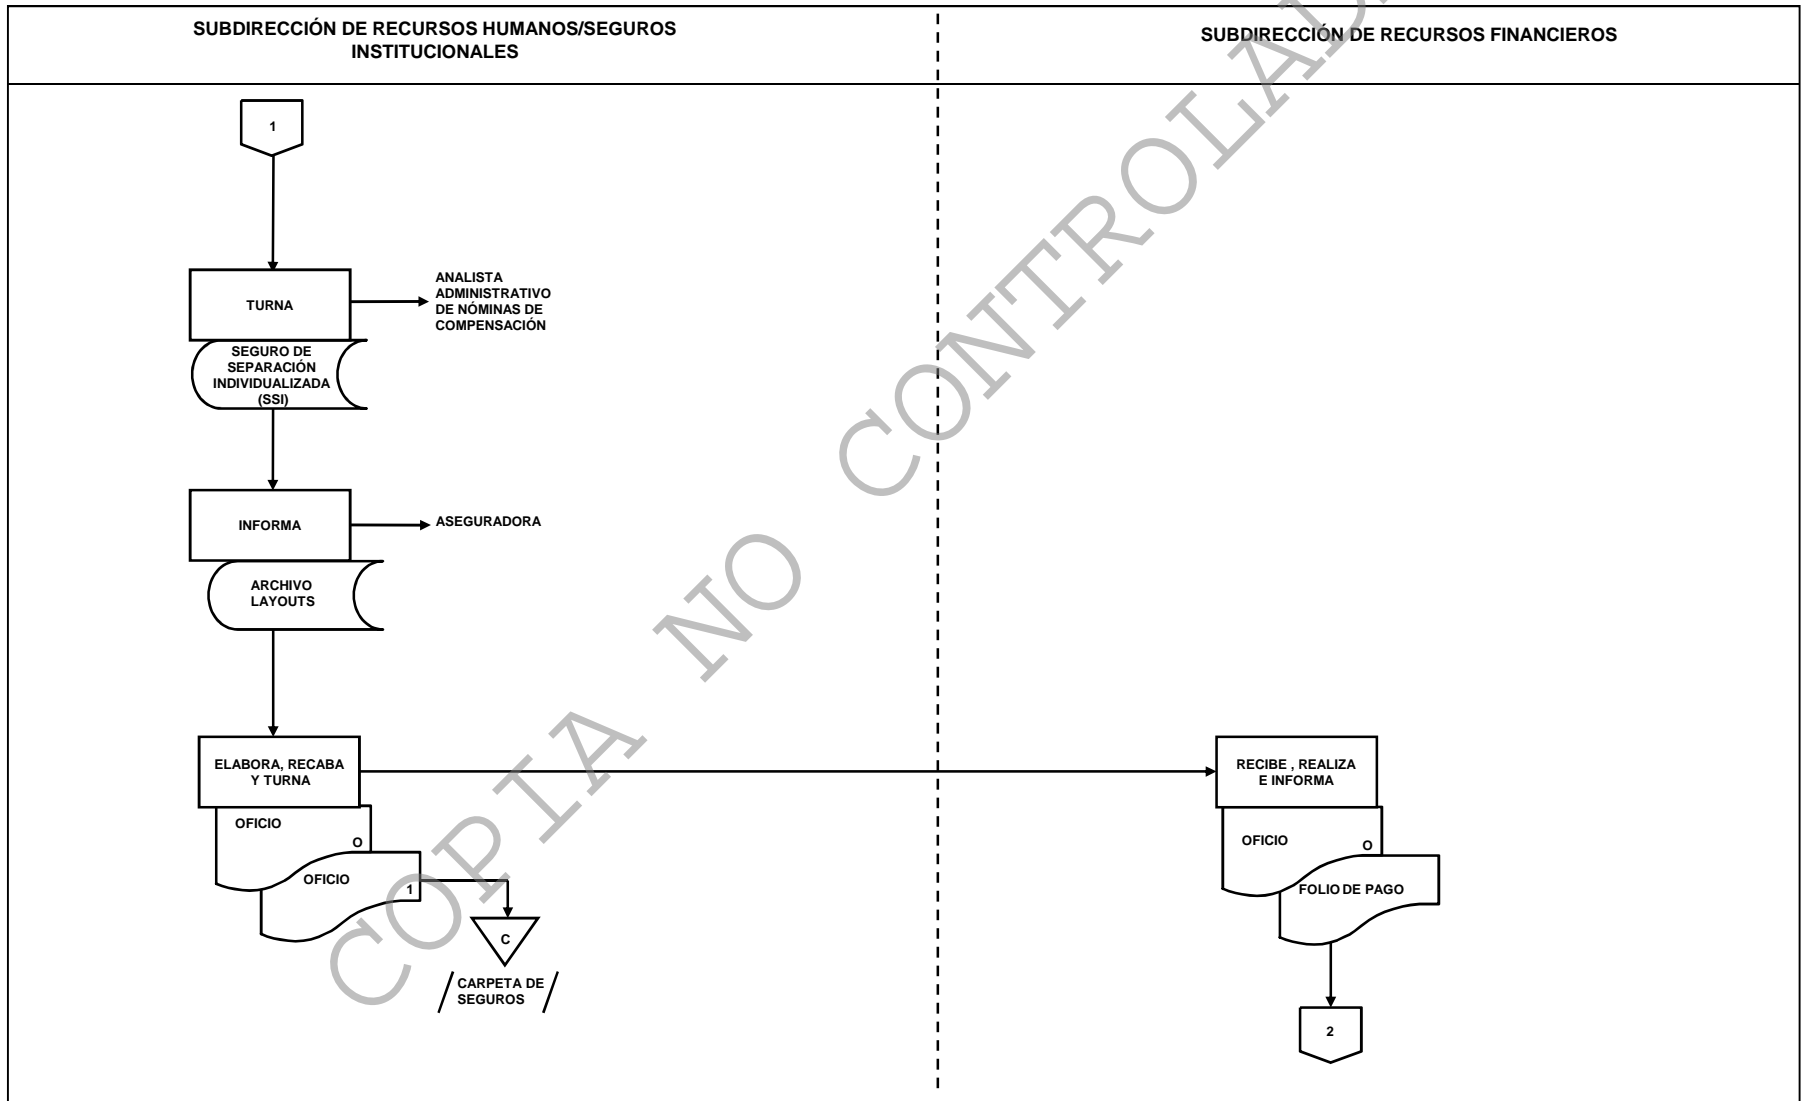 SUBDIRECCIÓN DE RECURSOS HUMANOS/SEGUROS
INSTITUCIONALES
SUBDIRECCIÓN DE RECURSOS FINANCIEROS
1
TURNA
ANALISTA
ADMINISTRATIVO
DE NÓMINAS DE
COMPENSACIÓN
SEGURO DE
SEPARACIÓN
INDIVIDUALIZADA
(SSI)
INFORMA
ASEGURADORA
ARCHIVO
LAYOUTS
ELABORA, RECABA
Y TURNA
OFICIO
O
OFICIO
1
C
CARPETA DE
SEGUROS
RECIBE , REALIZA
E INFORMA
OFICIO
O
FOLIO DE PAGO
2
COPIA NO CONTROLAD